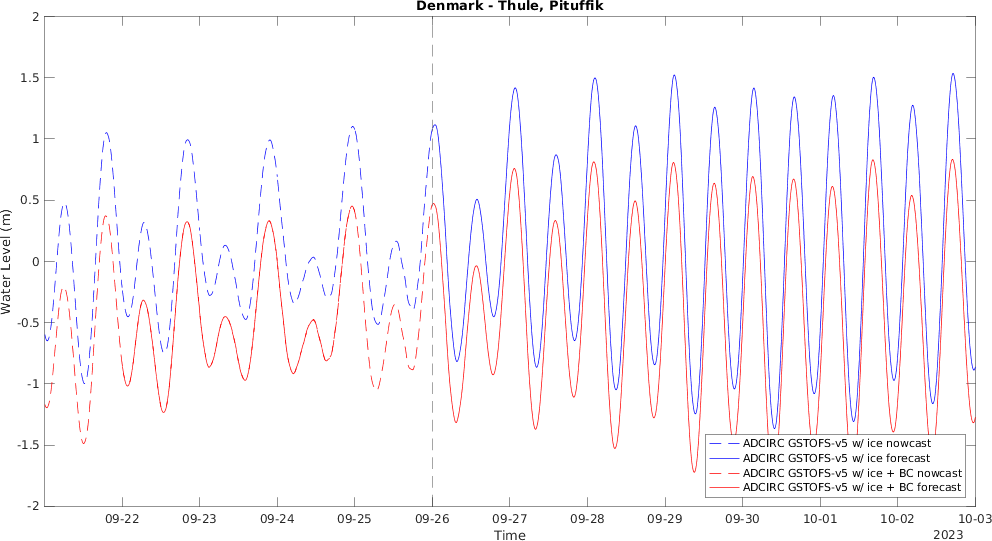 Denmark - Thule, Pituffik
2
1.5
1
0.5
0
-0.5
-1
-1.5
-2
Water Level (m)
ADCIRC GSTOFS-v5 w/ ice nowcast
ADCIRC GSTOFS-v5 w/ ice forecast
ADCIRC GSTOFS-v5 w/ ice + BC nowcast
ADCIRC GSTOFS-v5 w/ ice + BC forecast
09-22 09-23 09-24 09-25 09-26 09-27 09-28 09-29 09-30 10-01 10-02 10-03
Time
2023